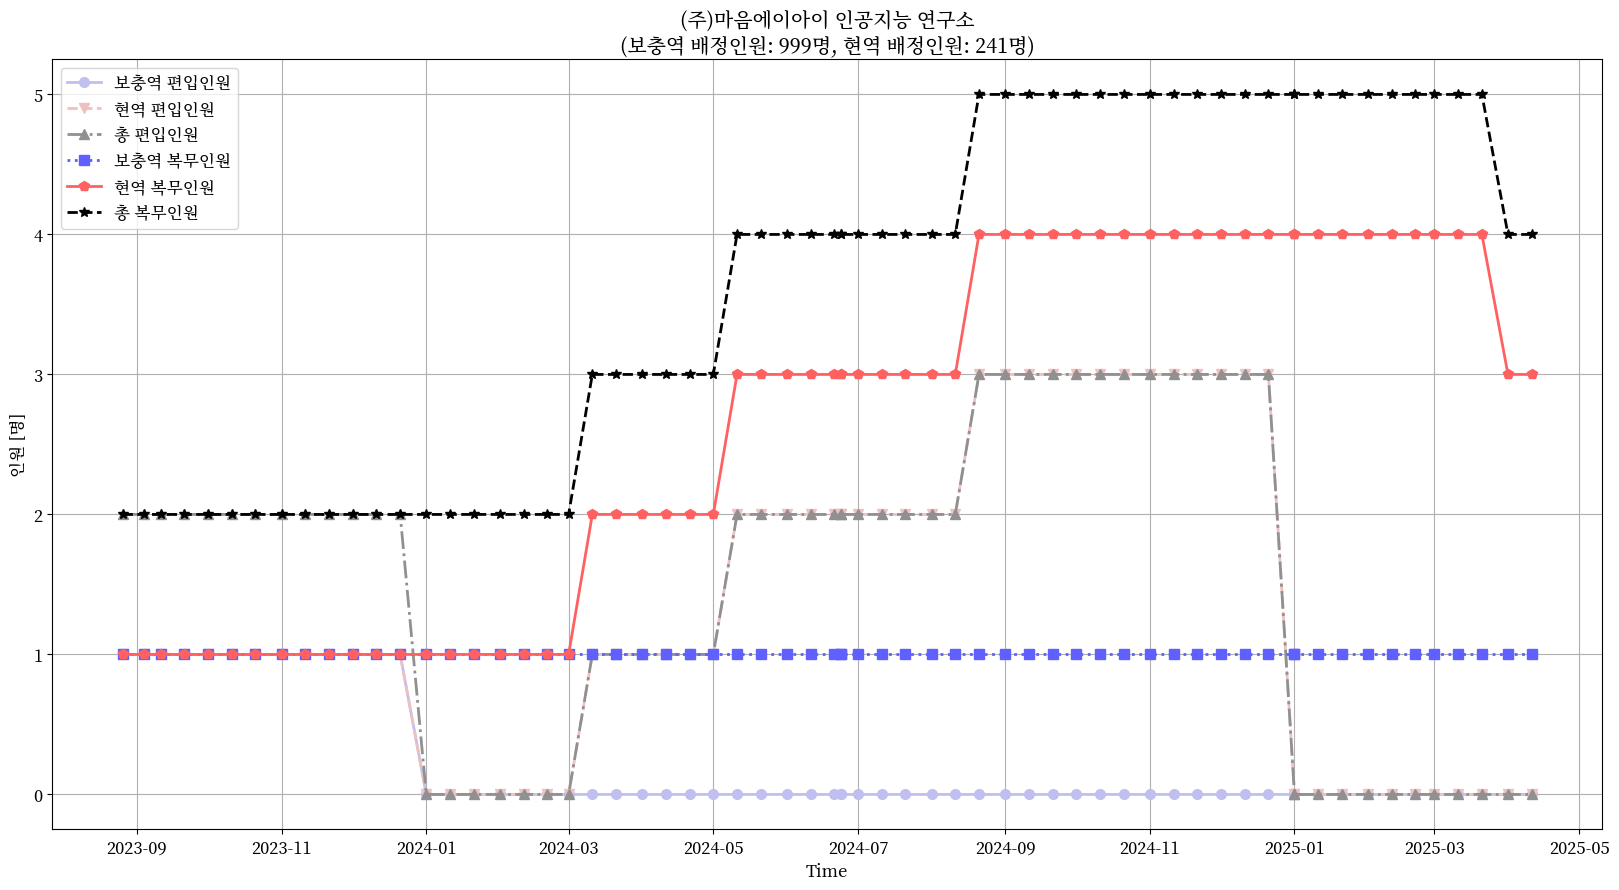 (주)마음에이아이 인공지능 연구소
(보충역 배정인원: 999명, 현역 배정인원: 241명)
보충역 편입인원
현역 편입인원
총 편입인원
보충역 복무인원
현역 복무인원
총 복무인원
인원 [명]
5
4
3
2
1
0
2023-09
2023-11
2024-01
2024-03
2024-05
2024-07
2024-09
2024-11
2025-01
2025-03
2025-05
Time